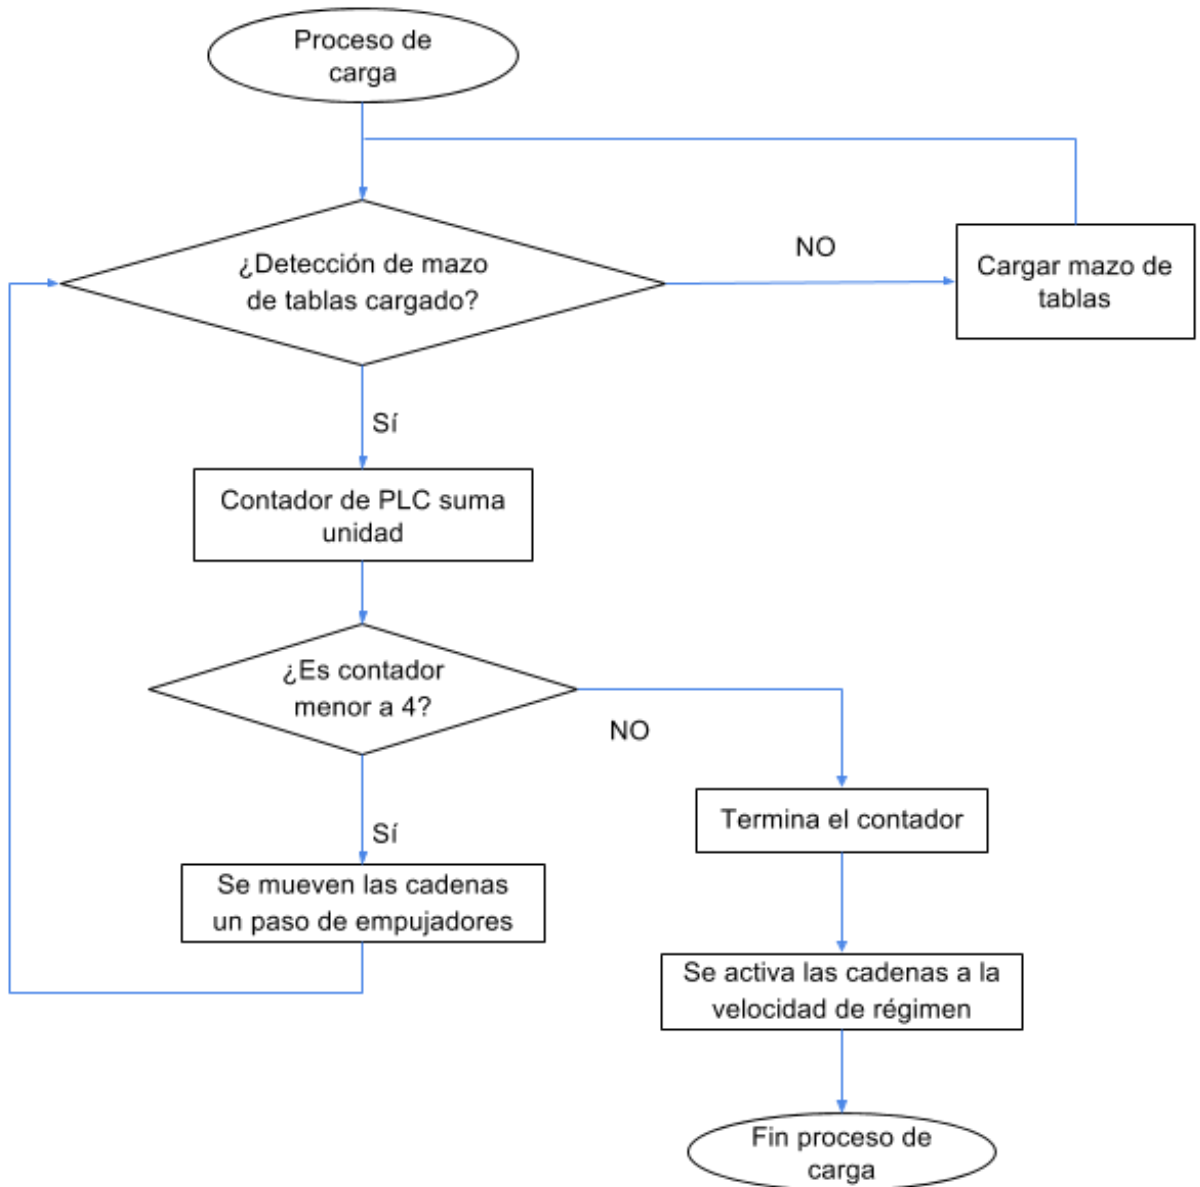 Proceso de
carga
¿Detección de mazo
de tablas cargado?
NO
Cargar mazo de
tablas
Sí
Contador de PLC suma
unidad
¿Es contador
menor a 4?
NO
Sí
Termina el contador
Se mueven las cadenas
un paso de empujadores
Se activa las cadenas a la
velocidad de régimen
Fin proceso de
carga